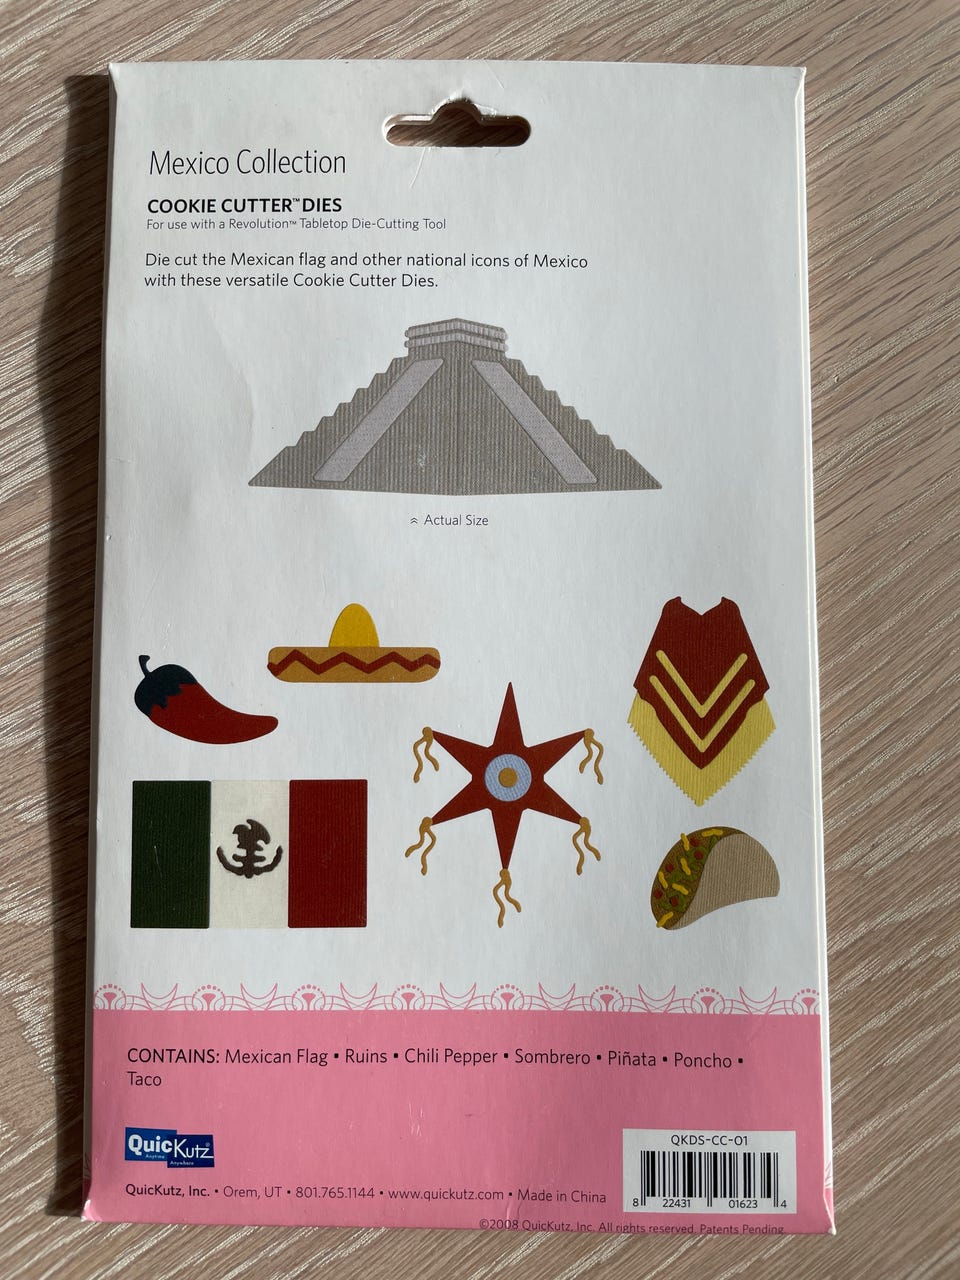 Mexico Collection
COOKIE CUTTER™ DIES
For use with a Revolution™ Tabletop Die-Cutting Tool
Die cut the Mexican flag and other national icons of Mexico
with these versatile Cookie Cutter Dies.
Actual Size
CONTAINS: Mexican Flag • Ruins • Chili Pepper • Sombrero • Piñata • Poncho •
Taco
QuicKutz®
Anytime Anywhere
QKDS-CC-01
8 22431 01623 4
QuicKutz, Inc. • Orem, UT • 801.765.1144 • www.quickutz.com • Made in China
©2008 QuicKutz, Inc. All rights reserved. Patents Pending.